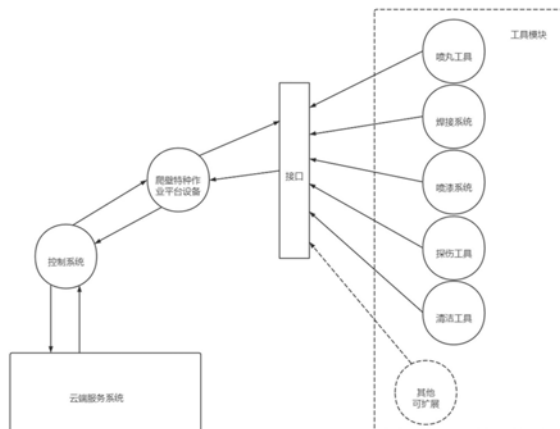 工具模块
喷丸工具
焊接系统
喷漆系统
探伤工具
清洁工具
其他
可扩展
接口
爬壁特种作
业平台设备
控制系统
云端服务系统